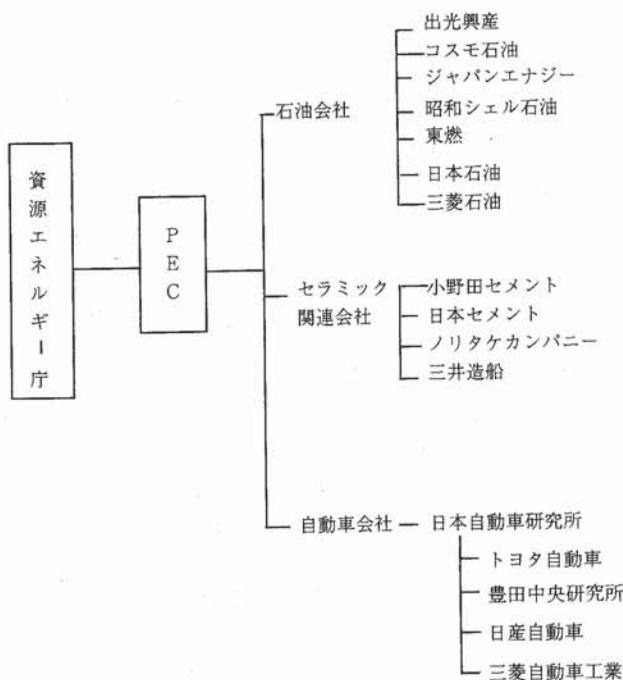 資源エネルギー庁
PEC
石油会社
出光興産
コスモ石油
ジャパンエナジー
昭和シェル石油
東燃
日本石油
三菱石油
セラミック
関連会社
小野田セメント
日本セメント
ノリタケカンパニー
三井造船
自動車会社
日本自動車研究所
トヨタ自動車
豊田中央研究所
日産自動車
三菱自動車工業